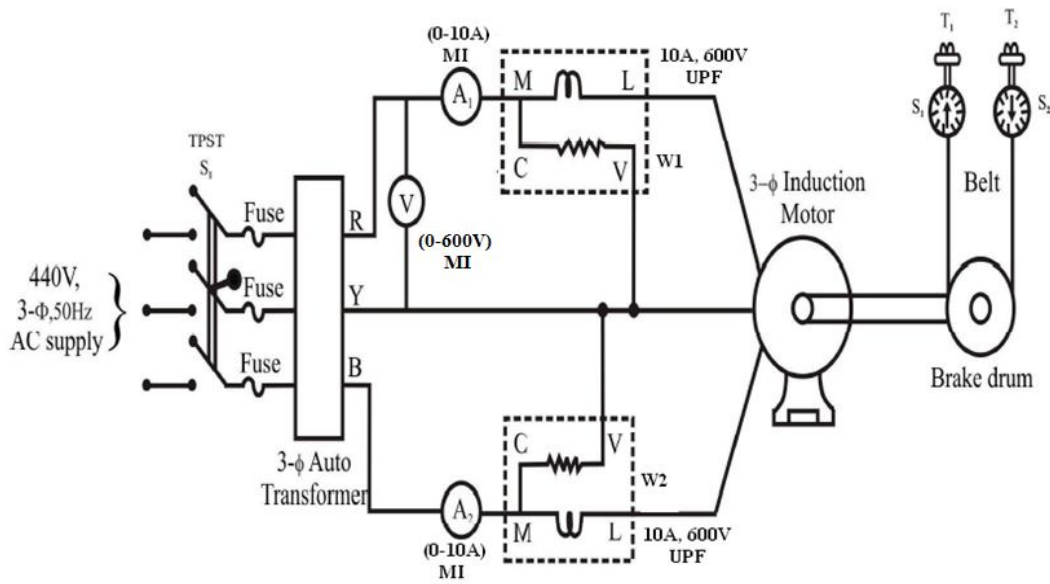 T₁
T₂
(0-10A)
MI
10A, 600V
UPF
M
L
A₁
S₁
S₂
TPST
S₁
C
V
W1
3-ϕ Induction
Motor
Belt
Fuse
R
V
(0-600V)
MI
440V,
3-Φ,50Hz
AC supply
Fuse
Y
Fuse
B
Brake drum
3-ϕ Auto
Transformer
C
V
W2
A₂
M
L
10A, 600V
UPF
(0-10A)
MI